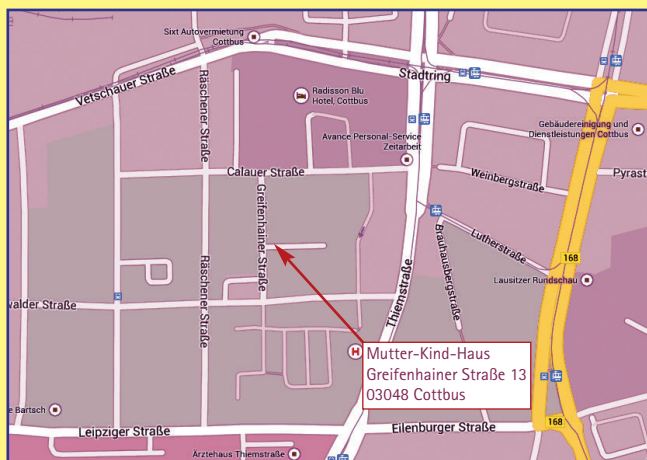 Sixt Autovermietung
Cottbus
Vetschauer Straße
Räschener Straße
Stadtring
Radisson Blu
Hotel, Cottbus
Gebäudereinigung und
Dienstleistungen Cottbus
Avance Personal-Service
Zeitarbeit
Calauer Straße
Weinbergstraße
Pyrast
Greifenhainer Straße
Räschener Straße
Brauhausbergstraße
Lutherstraße
168
Lausitzer Rundschau
walder Straße
Thiemstraße
H
Mutter-Kind-Haus
Greifenhainer Straße 13
03048 Cottbus
e Bartsch
Leipziger Straße
Eilenburger Straße
168
Ärztehaus Thiemstraße